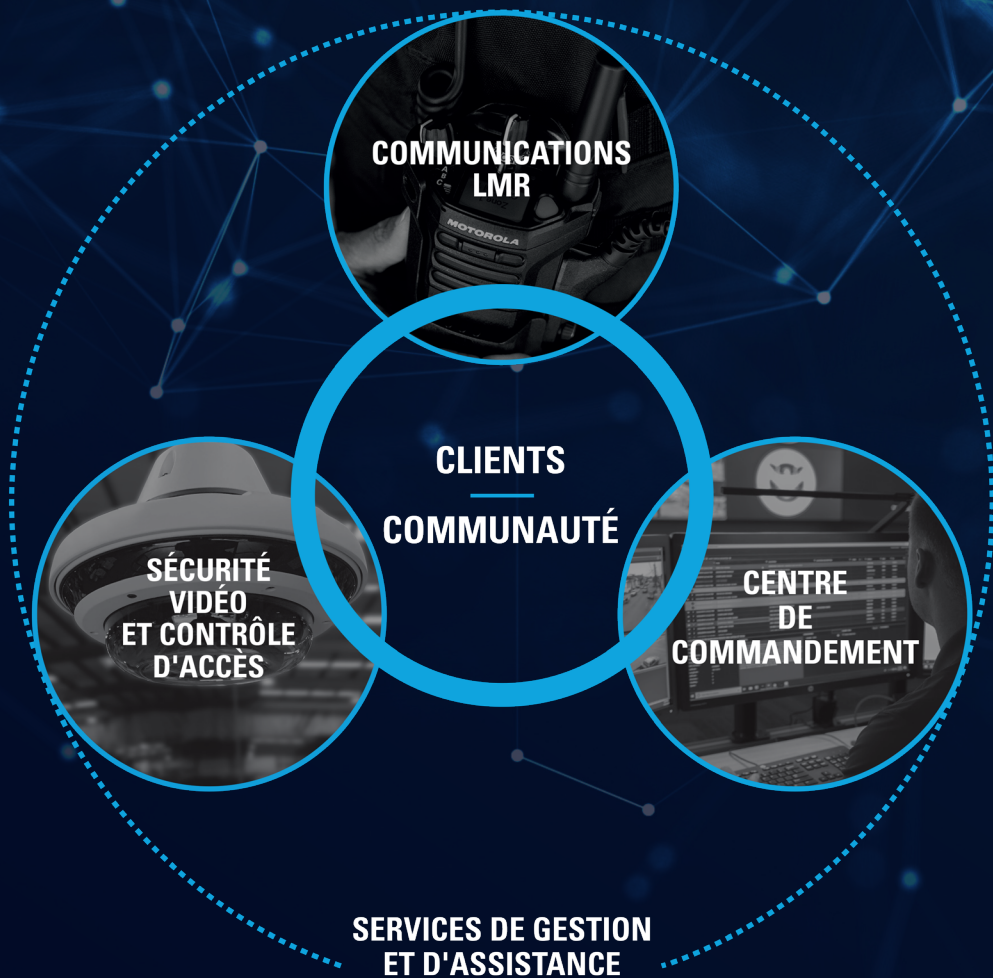 COMMUNICATIONS
LMR
MOTOROLA
CLIENTS
COMMUNAUTÉ
SÉCURITÉ
VIDÉO
ET CONTRÔLE
D'ACCÈS
CENTRE
DE
COMMANDEMENT
SERVICES DE GESTION
ET D'ASSISTANCE